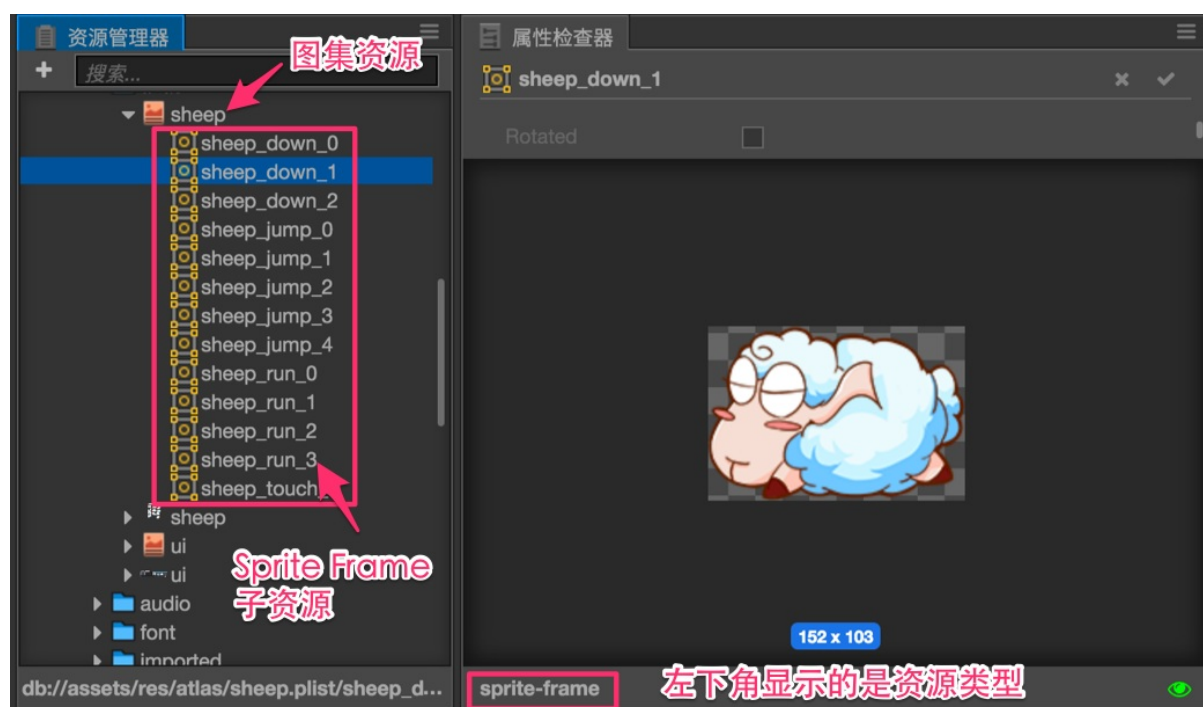 资源管理器
图集资源
搜索...
sheep
sheep_down_0
sheep_down_1
sheep_down_2
sheep_jump_0
sheep_jump_1
sheep_jump_2
sheep_jump_3
sheep_jump_4
sheep_run_0
sheep_run_1
sheep_run_2
sheep_run_3
sheep_touch_
sheep
ui
ui
Sprite Frame
子资源
audio
font
imported
db://assets/res/atlas/sheep.plist/sheep_d...
属性检查器
sheep_down_1
Rotated
152 x 103
sprite-frame
左下角显示的是资源类型